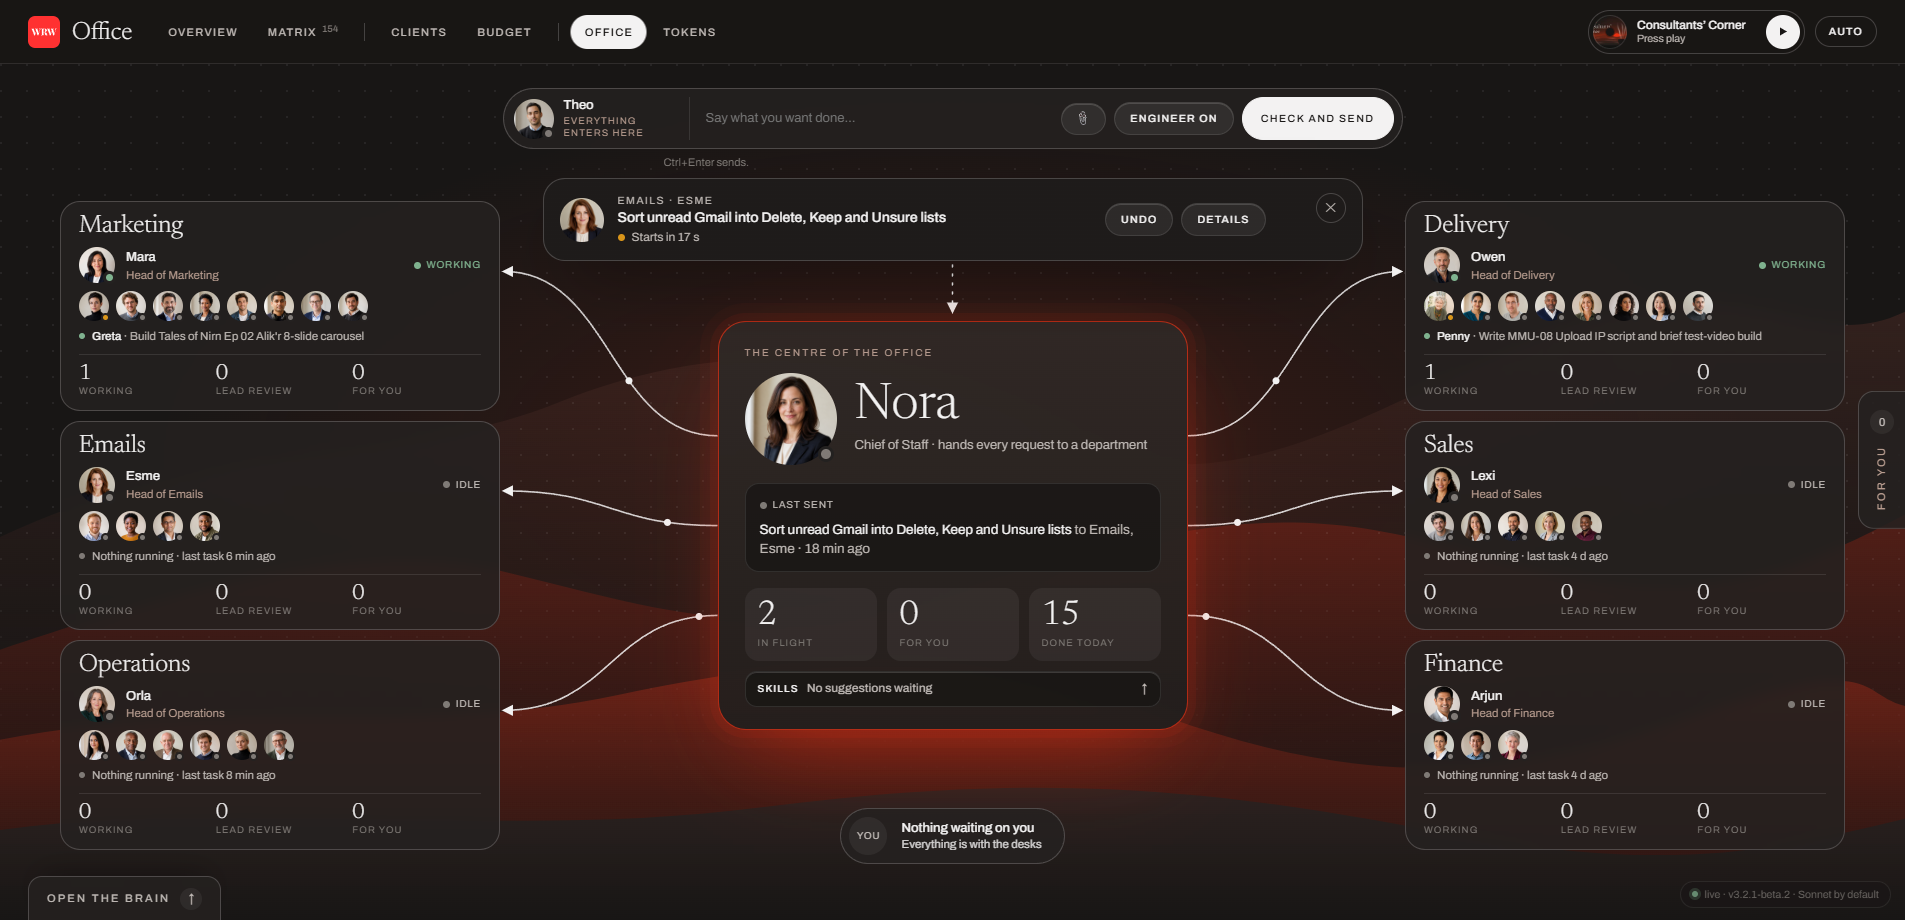 WRW Office OVERVIEW MATRIX 154 CLIENTS BUDGET OFFICE TOKENS
Consultants' Corner
Press play
AUTO
Theo
EVERYTHING
ENTERS HERE
Say what you want done...
ENGINEER ON
CHECK AND SEND
Ctrl+Enter sends.
EMAILS · ESME
Sort unread Gmail into Delete, Keep and Unsure lists
Starts in 17 s
UNDO
DETAILS
Marketing
Mara
Head of Marketing
WORKING
Greta · Build Tales of Nirn Ep 02 Alik'r 8-slide carousel
1 0 0
WORKING LEAD REVIEW FOR YOU
Emails
Esme
Head of Emails
IDLE
Nothing running · last task 6 min ago
0 0 0
WORKING LEAD REVIEW FOR YOU
Operations
Orla
Head of Operations
IDLE
Nothing running · last task 8 min ago
0 0 0
WORKING LEAD REVIEW FOR YOU
THE CENTRE OF THE OFFICE
Nora
Chief of Staff · hands every request to a department
LAST SENT
Sort unread Gmail into Delete, Keep and Unsure lists to Emails,
Esme · 18 min ago
2 0 15
IN FLIGHT FOR YOU DONE TODAY
SKILLS No suggestions waiting ↑
YOU
Nothing waiting on you
Everything is with the desks
Delivery
Owen
Head of Delivery
WORKING
Penny · Write MMU-08 Upload IP script and brief test-video build
1 0 0
WORKING LEAD REVIEW FOR YOU
Sales
Lexi
Head of Sales
IDLE
Nothing running · last task 4 d ago
0 0 0
WORKING LEAD REVIEW FOR YOU
Finance
Arjun
Head of Finance
IDLE
Nothing running · last task 4 d ago
0 0 0
WORKING LEAD REVIEW FOR YOU
0
FOR YOU
OPEN THE BRAIN ↑
live · v3.2.1-beta.2 · Sonnet by default